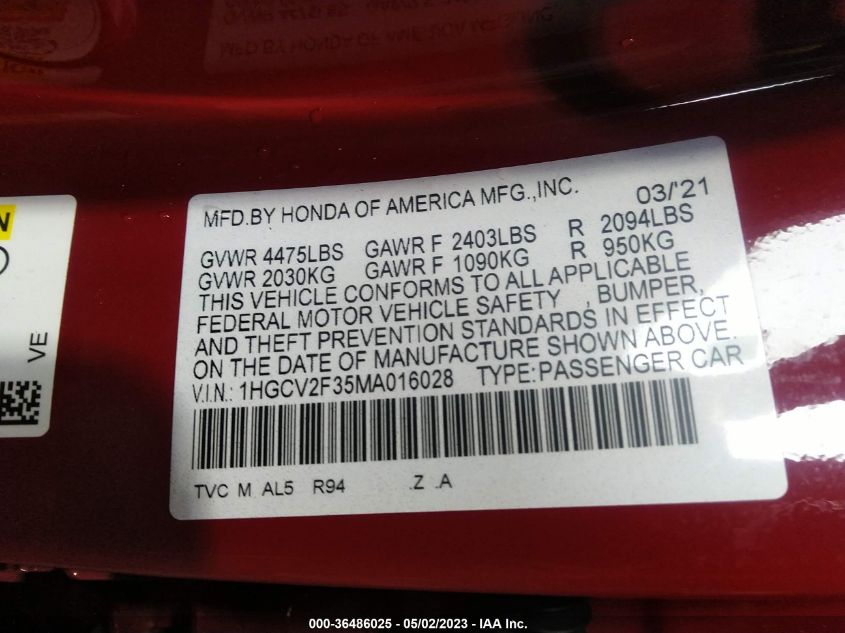 MFD.BY HONDA OF AMERICA MFG.,INC. 03/'21
GVWR 4475LBS GAWR F 2403LBS R 2094LBS
GVWR 2030KG GAWR F 1090KG R 950KG
THIS VEHICLE CONFORMS TO ALL APPLICABLE
FEDERAL MOTOR VEHICLE SAFETY , BUMPER,
AND THEFT PREVENTION STANDARDS IN EFFECT
ON THE DATE OF MANUFACTURE SHOWN ABOVE.
V.I.N.: 1HGCV2F35MA016028 TYPE:PASSENGER CAR
TVC M AL5 R94 .Z .A
N
VE
000-36486025 - 05/02/2023 - IAA Inc.